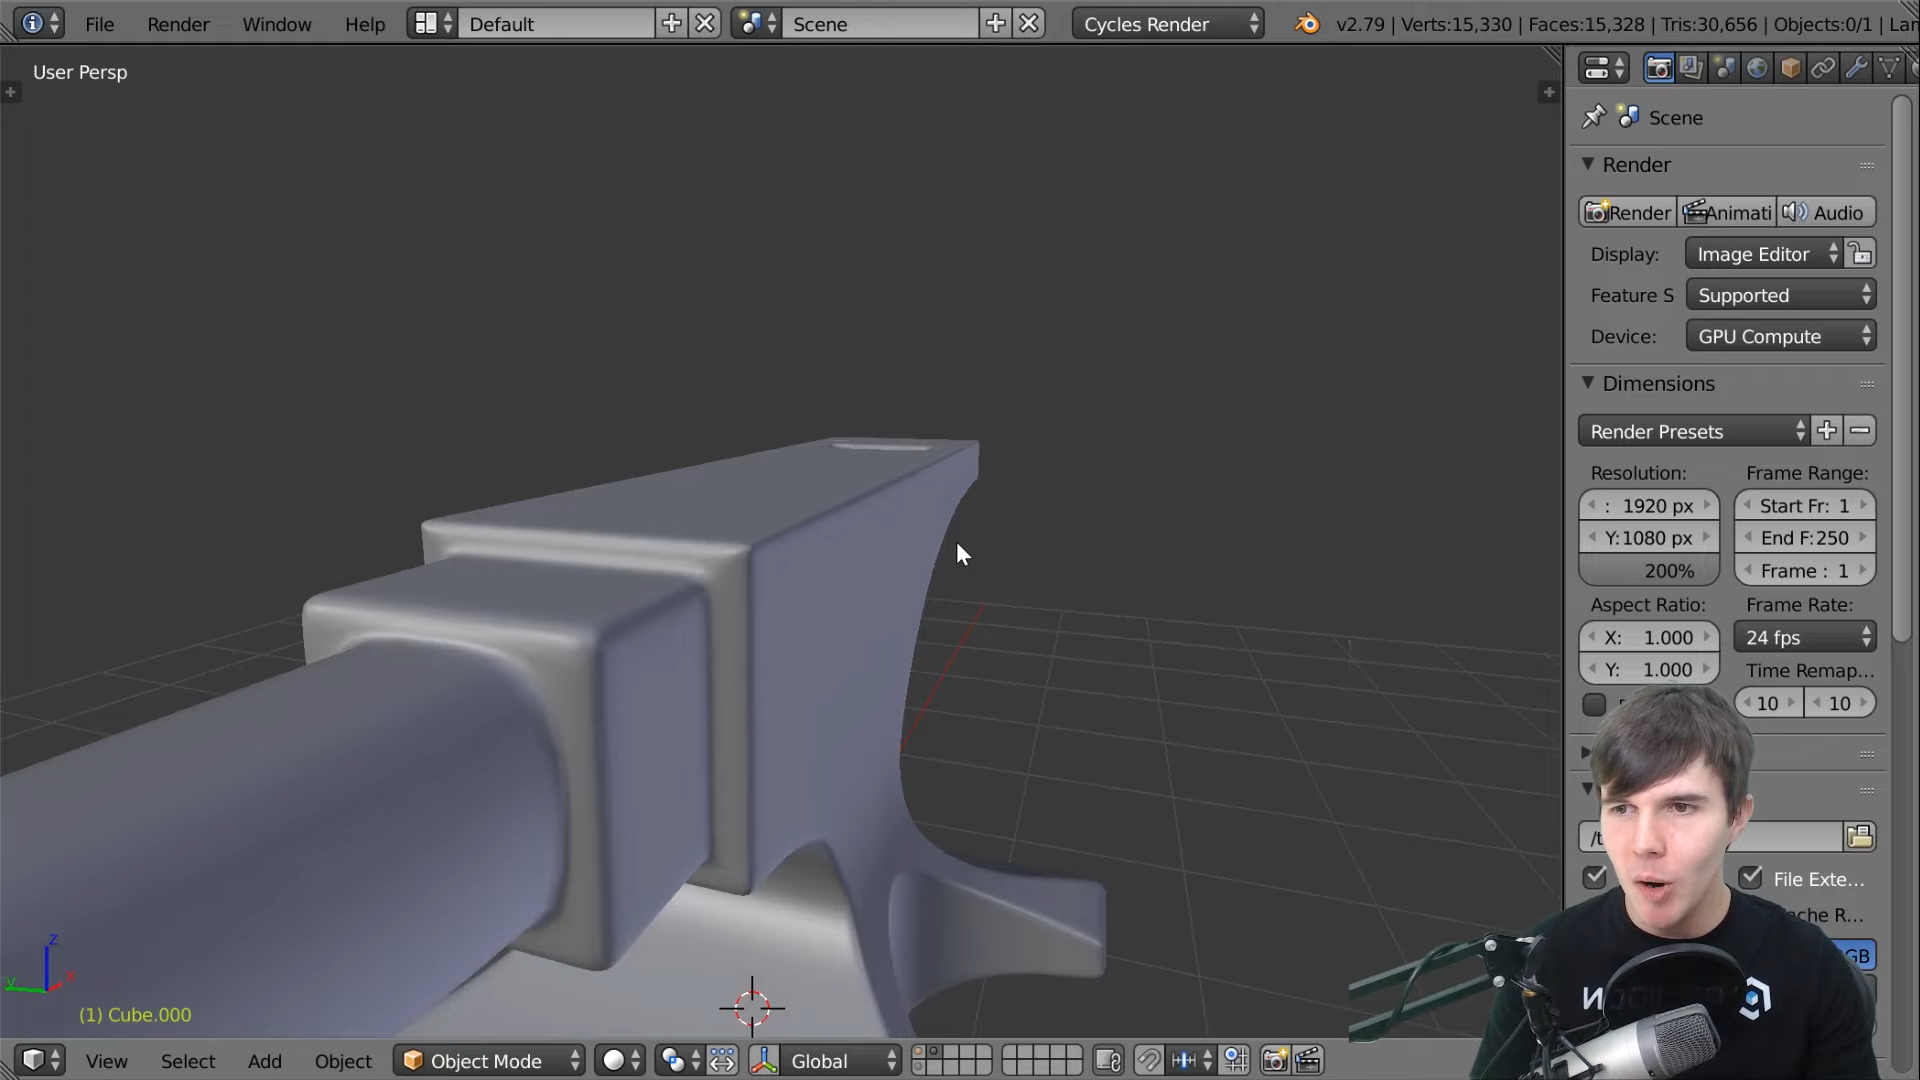 File Render Window Help Default Scene Cycles Render v2.79 | Verts:15,330 | Faces:15,328 | Tris:30,656 | Objects:0/1 | Lar
User Persp
Scene
Render
Render Animati Audio
Display: Image Editor
Feature S Supported
Device: GPU Compute
Dimensions
Render Presets
Resolution: Frame Range:
: 1920 px Start Fr: 1
Y:1080 px End F:250
200% Frame : 1
Aspect Ratio: Frame Rate:
X: 1.000 24 fps
Y: 1.000 Time Remap...
10 10
File Exte...
ache R...
GB
z
y x
(1) Cube.000
View Select Add Object Object Mode Global